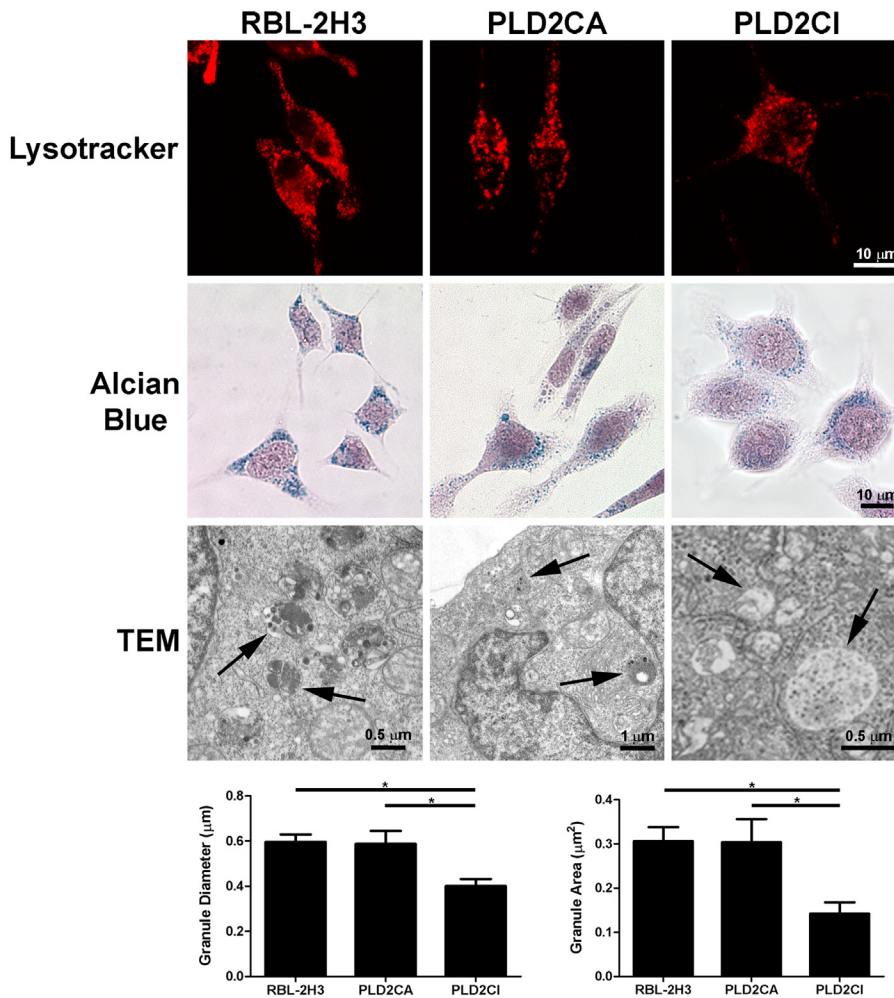 RBL-2H3 PLD2CA PLD2CI
Lysotracker
10 μm
Alcian
Blue
10 μm
TEM
0.5 μm 1 μm 0.5 μm
*
*
Granule Diameter (μm)
0.8
0.6
0.4
0.2
0.0
RBL-2H3 PLD2CA PLD2CI
*
*
Granule Area (μm²)
0.4
0.3
0.2
0.1
0.0
RBL-2H3 PLD2CA PLD2CI